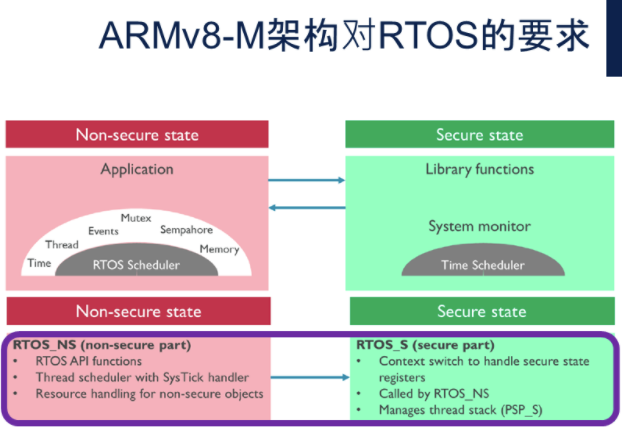 ARMv8-M架构对RTOS的要求
Non-secure state
Secure state
Application
Library functions
Mutex
Events
Sempahore
Thread
Memory
Time
RTOS Scheduler
System monitor
Time Scheduler
Non-secure state
Secure state
RTOS_NS (non-secure part)
• RTOS API functions
• Thread scheduler with SysTick handler
• Resource handling for non-secure objects
RTOS_S (secure part)
• Context switch to handle secure state
registers
• Called by RTOS_NS
• Manages thread stack (PSP_S)